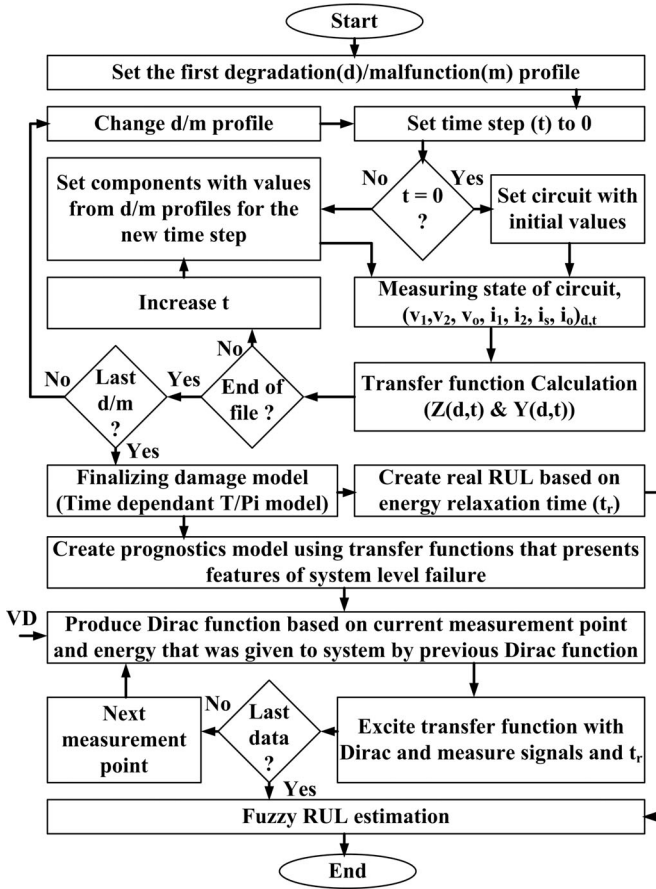 Start
Set the first degradation(d)/malfunction(m) profile
Change d/m profile
Set time step (t) to 0
No
t = 0
?
Yes
Set components with values
from d/m profiles for the
new time step
Set circuit with
initial values
Increase t
Measuring state of circuit,
(v₁,v₂, vₒ, i₁, i₂, iₛ, iₒ)d,t
No
No
Last
d/m
?
Yes
End of
file ?
Transfer function Calculation
(Z(d,t) & Y(d,t))
Yes
Finalizing damage model
(Time dependant T/Pi model)
Create real RUL based on
energy relaxation time (tᵣ)
Create prognostics model using transfer functions that presents
features of system level failure
VD
Produce Dirac function based on current measurement point
and energy that was given to system by previous Dirac function
Next
measurement
point
No
Last
data
?
Excite transfer function with
Dirac and measure signals and tᵣ
Yes
Fuzzy RUL estimation
End